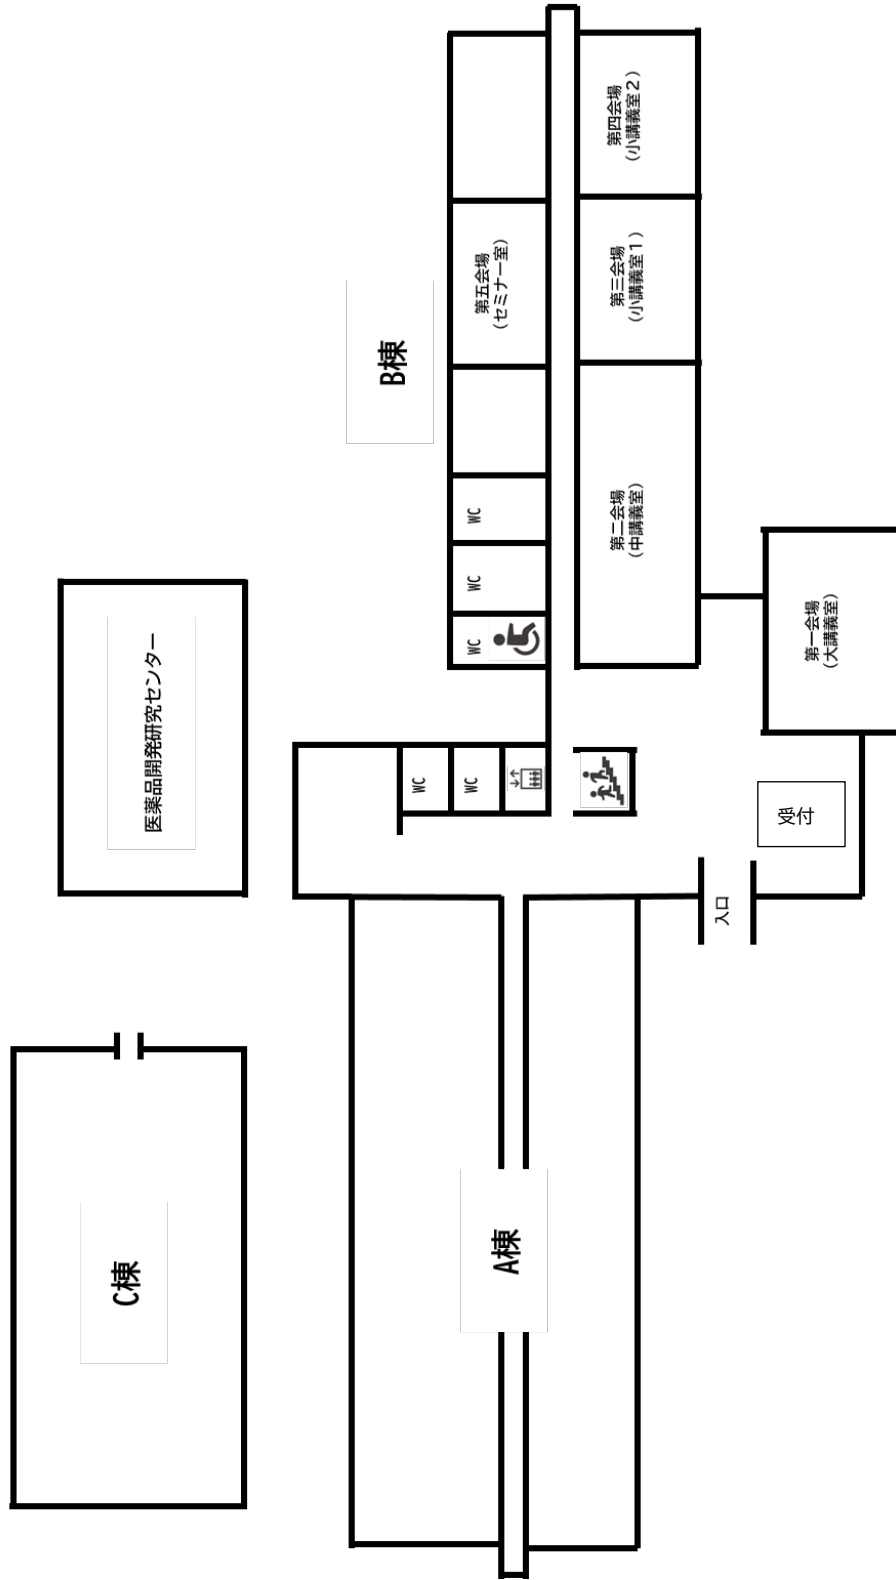 第四会場
（小講義室２）
第三会場
（小講義室１）
第五会場
（セミナー室）
B棟
第二会場
（中講義室）
WC
WC
WC
第一会場
（大講義室）
医薬品開発研究センター
WC
WC
受付
入口
A棟
C棟